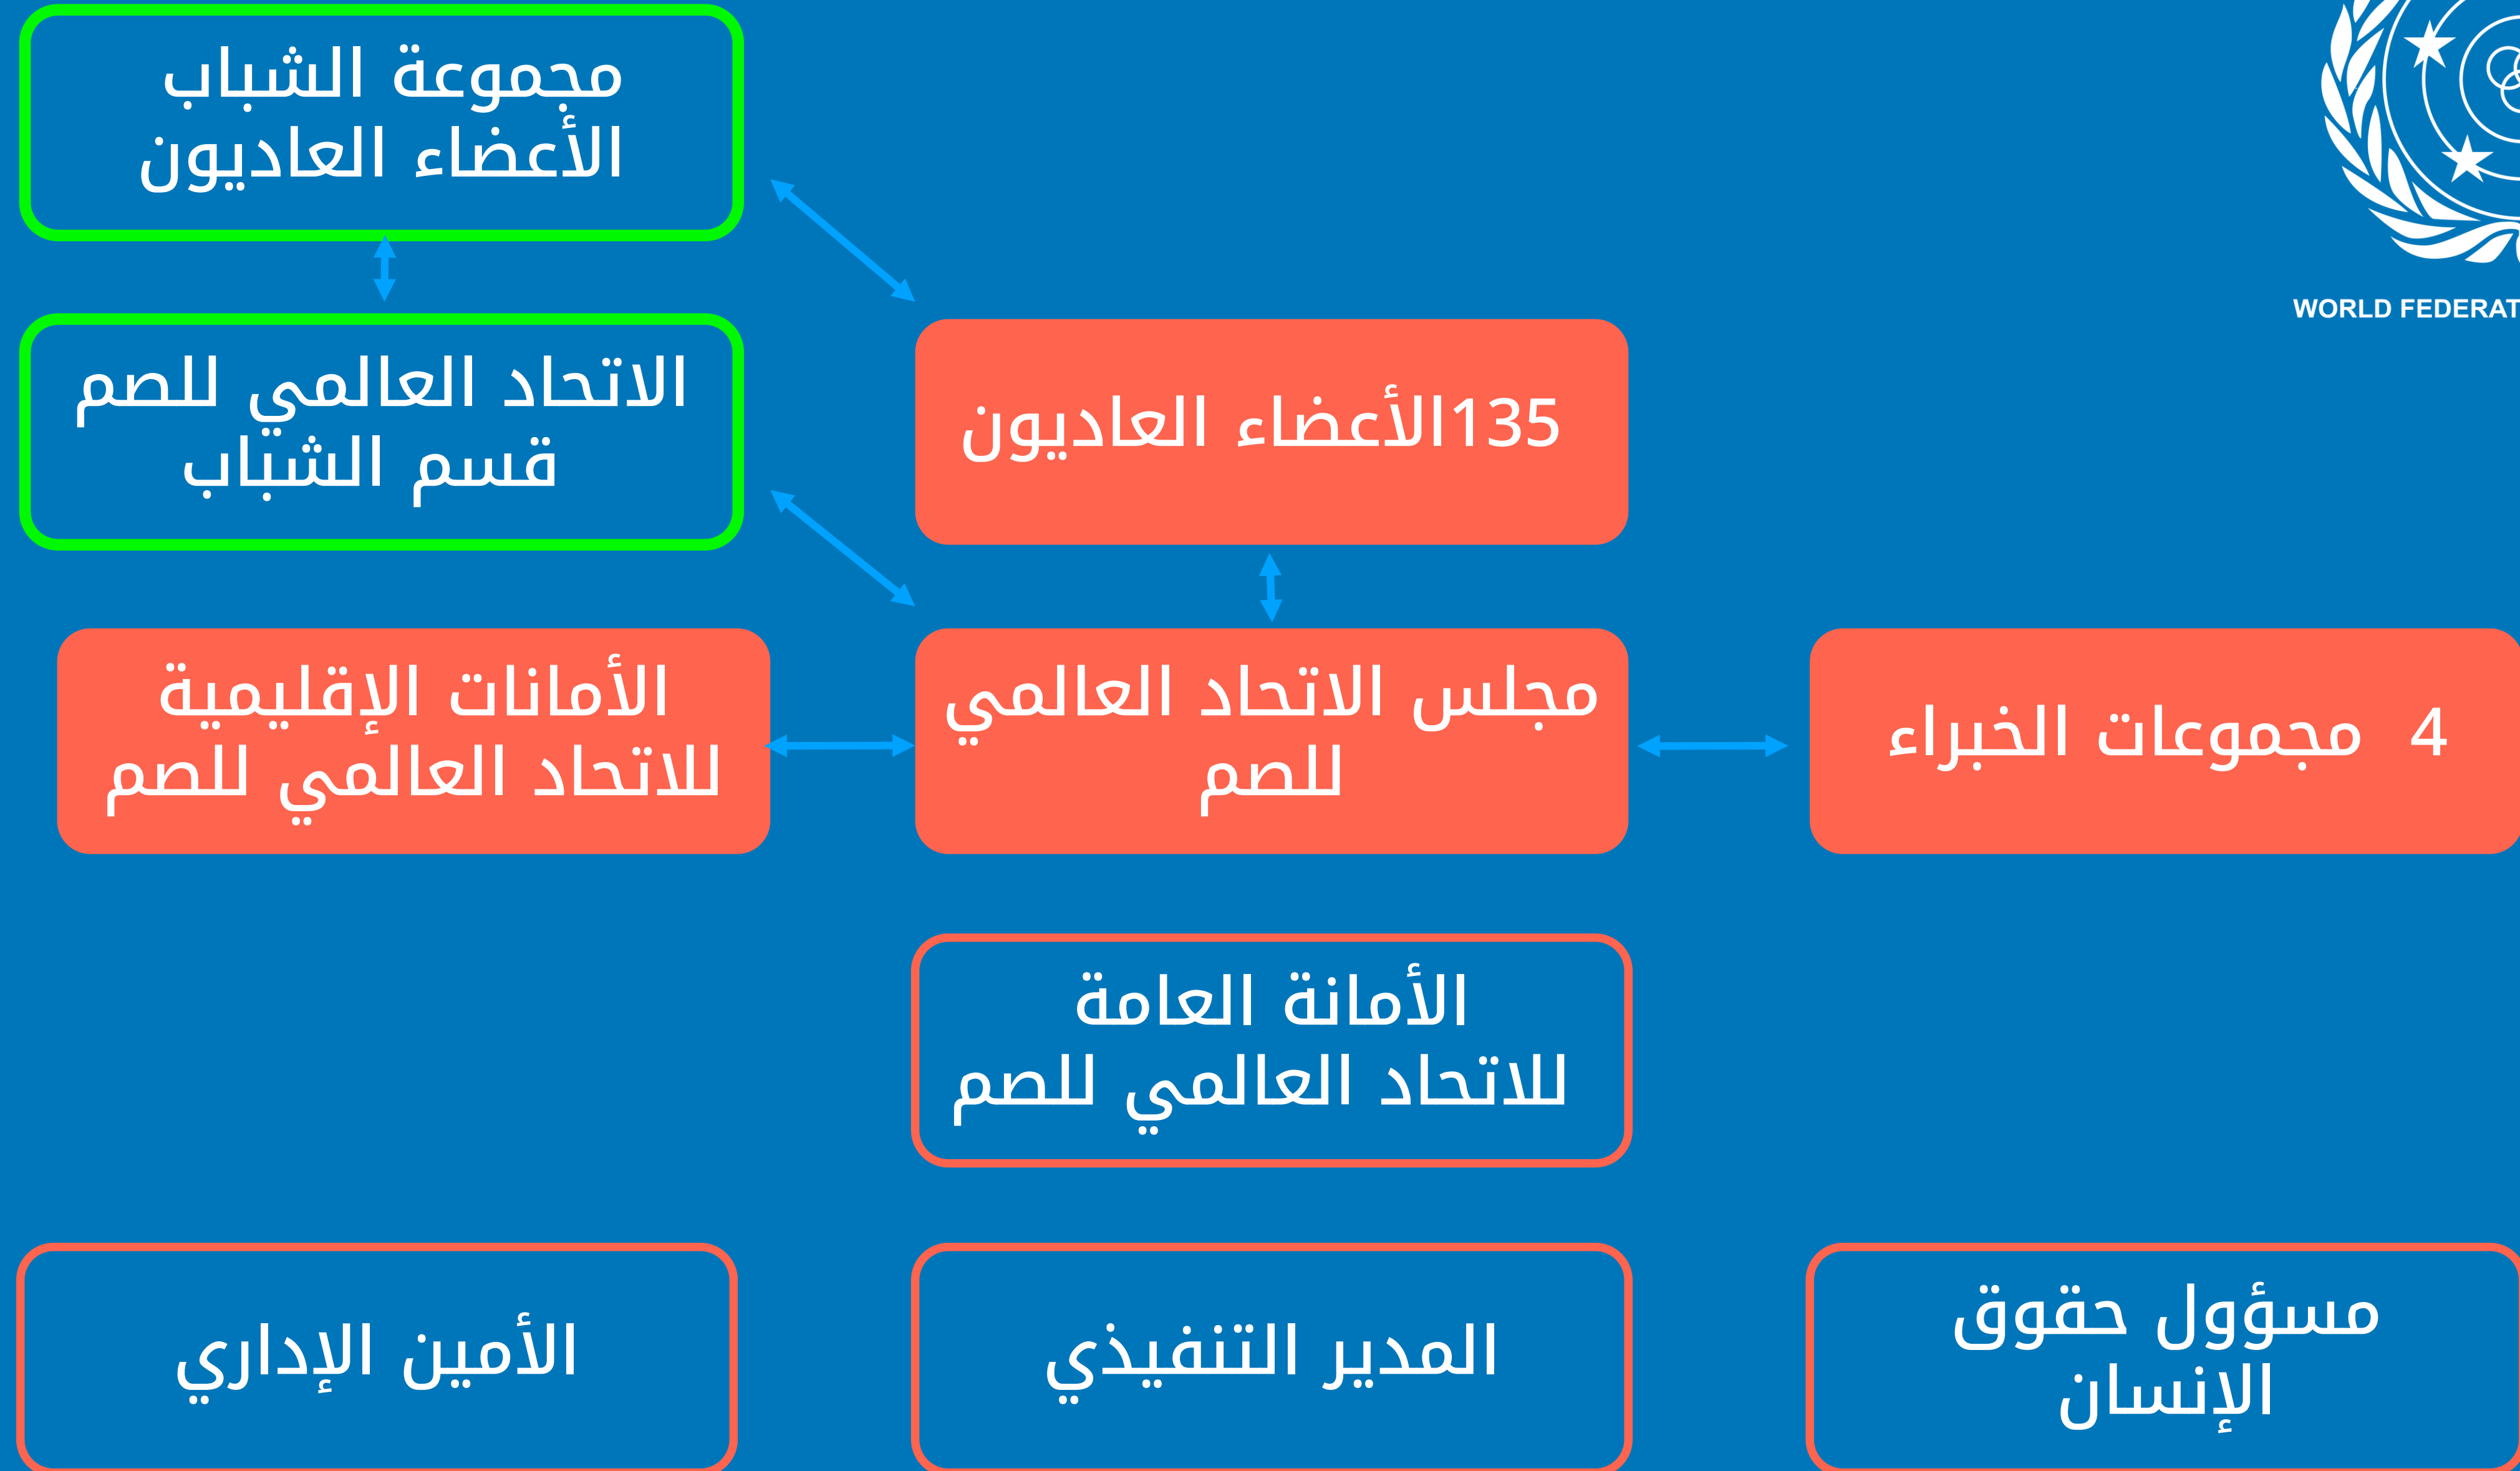 مجموعة الشباب
الأعضاء العاديون
WORLD FEDERAT
الاتحاد العالمي للصم
قسم الشباب
135الأعضاء العاديون
4 مجموعات الخبراء
مجلس الاتحاد العالمي
للصم
الأمانات الإقليمية
للاتحاد العالمي للصم
الأمانة العامة
للاتحاد العالمي للصم
مسؤول حقوق
الإنسان
المدير التنفيذي
الأمين الإداري